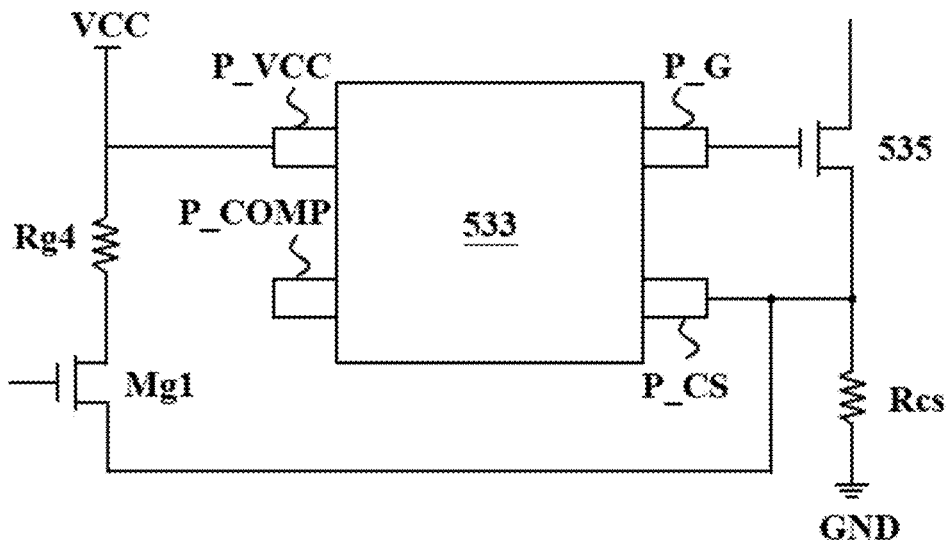 VCC
P_VCC
P_G
535
P_COMP
533
Rg4
Mg1
P_CS
Rcs
GND